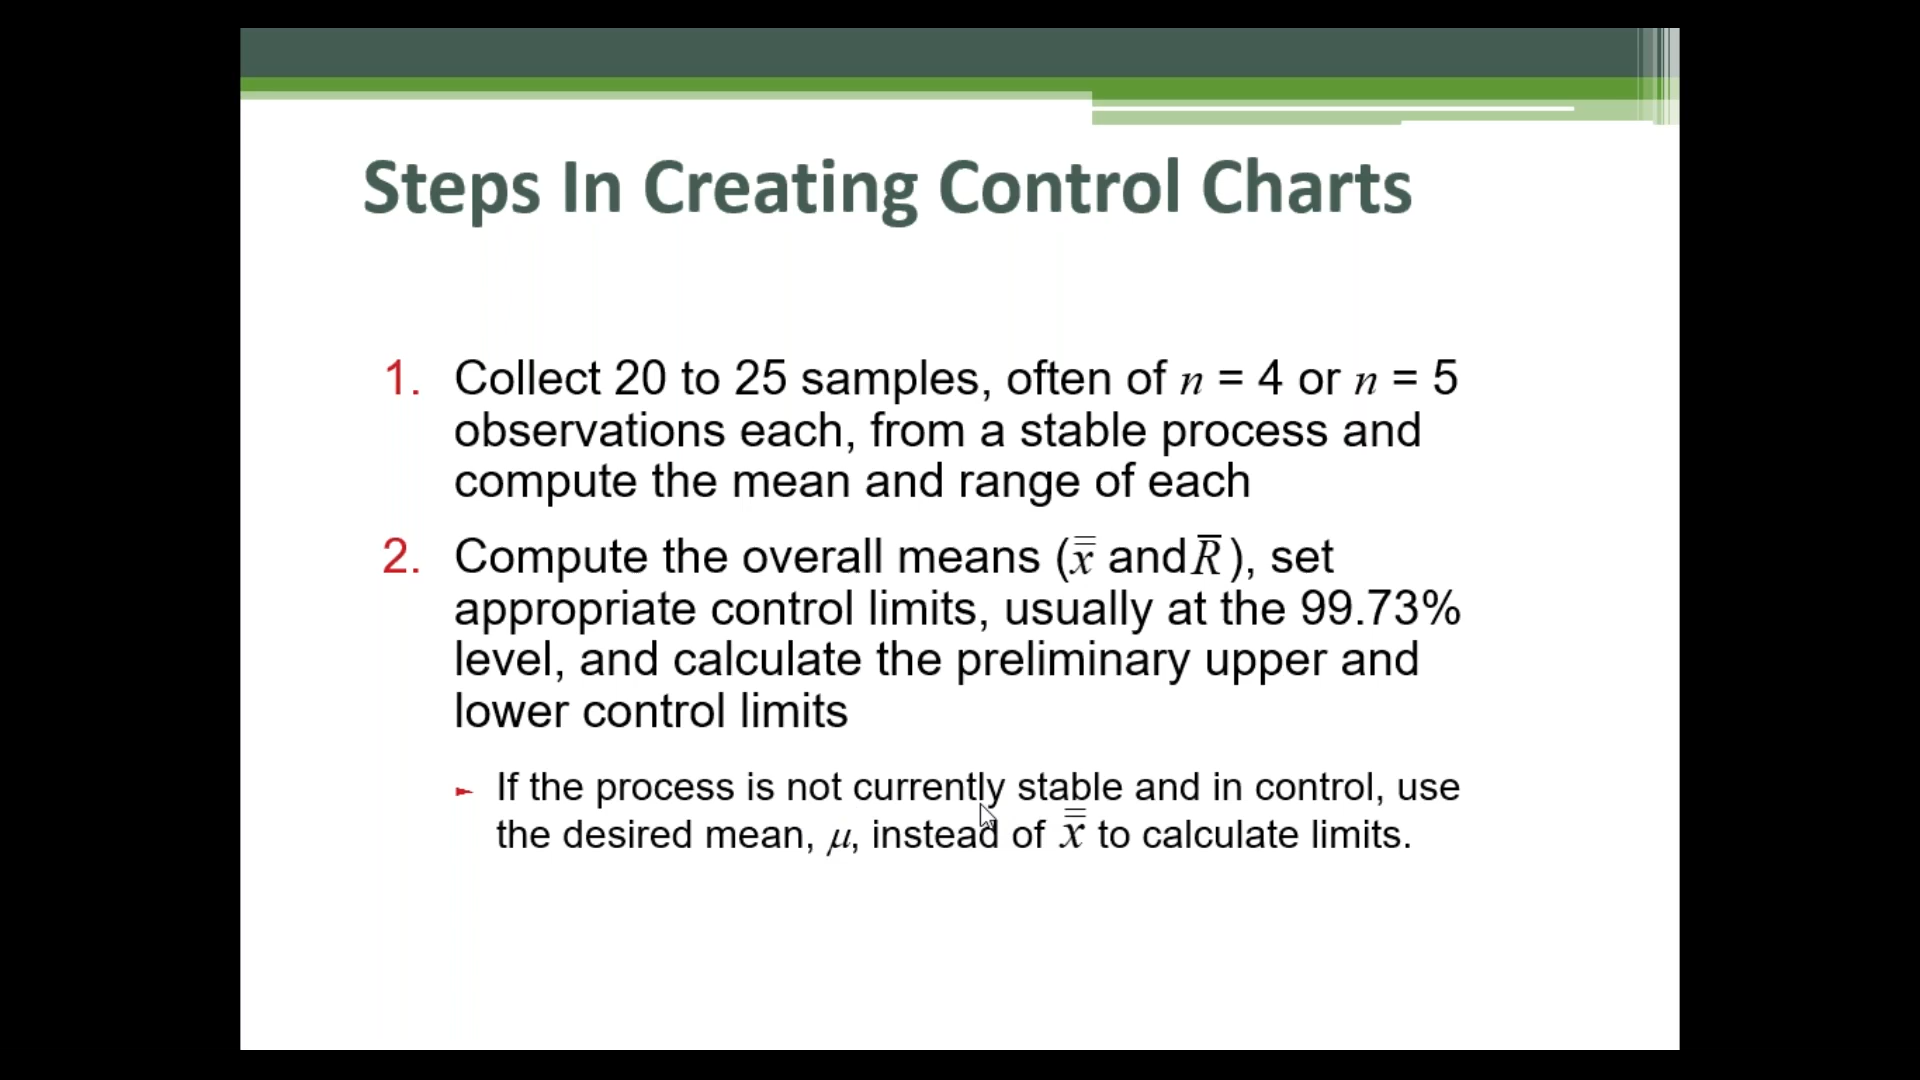 Steps In Creating Control Charts
1. Collect 20 to 25 samples, often of n = 4 or n = 5
observations each, from a stable process and
compute the mean and range of each
2. Compute the overall means (x̿ and R̅), set
appropriate control limits, usually at the 99.73%
level, and calculate the preliminary upper and
lower control limits
► If the process is not currently stable and in control, use
the desired mean, μ, instead of x̿ to calculate limits.